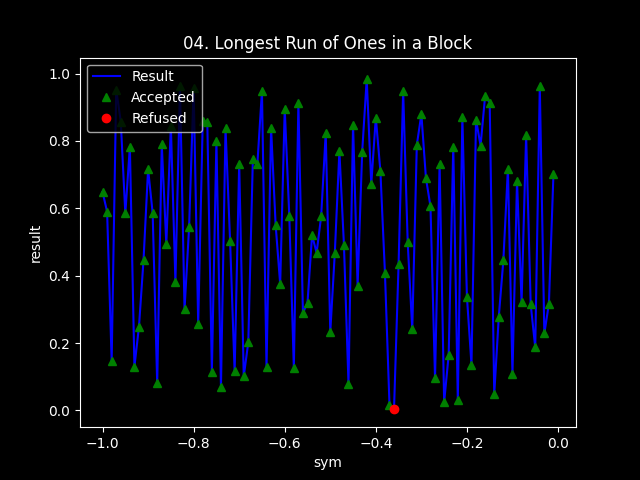 04. Longest Run of Ones in a Block
Result
Accepted
Refused
1.0
0.8
0.6
0.4
0.2
0.0
result
−1.0 −0.8 −0.6 −0.4 −0.2 0.0
sym